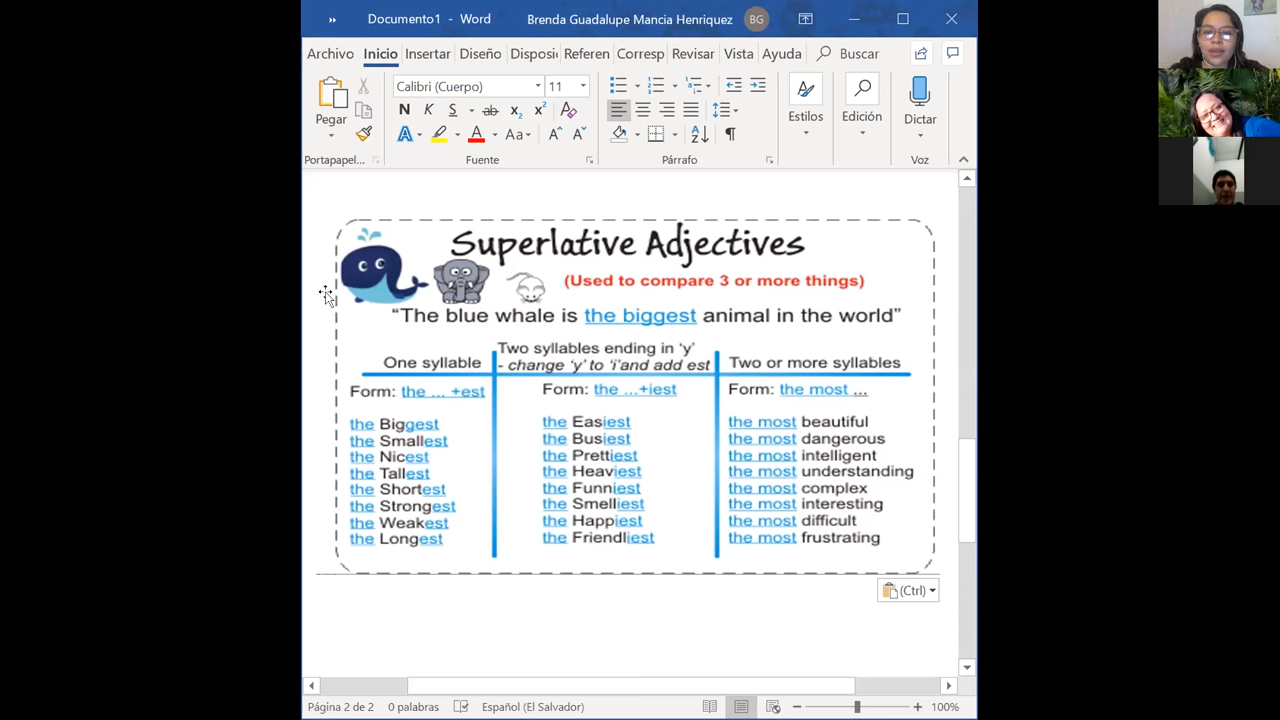 Documento1 - Word Brenda Guadalupe Mancia Henriquez BG
Archivo Inicio Insertar Diseño Disposi Referen Corresp Revisar Vista Ayuda Buscar
Calibri (Cuerpo) 11
N K S ab x₂ x² A
A A Aa A A
Pegar Estilos Edición Dictar
Portapapel... Fuente Párrafo Voz
Superlative Adjectives
(Used to compare 3 or more things)
“The blue whale is the biggest animal in the world”
One syllable
Form: the ... +est
the Biggest
the Smallest
the Nicest
the Tallest
the Shortest
the Strongest
the Weakest
the Longest
Two syllables ending in ‘y’
- change ‘y’ to ‘i’and add est
Form: the ...+iest
the Easiest
the Busiest
the Prettiest
the Heaviest
the Funniest
the Smelliest
the Happiest
the Friendliest
Two or more syllables
Form: the most ...
the most beautiful
the most dangerous
the most intelligent
the most understanding
the most complex
the most interesting
the most difficult
the most frustrating
(Ctrl)
Página 2 de 2 0 palabras Español (El Salvador) 100%